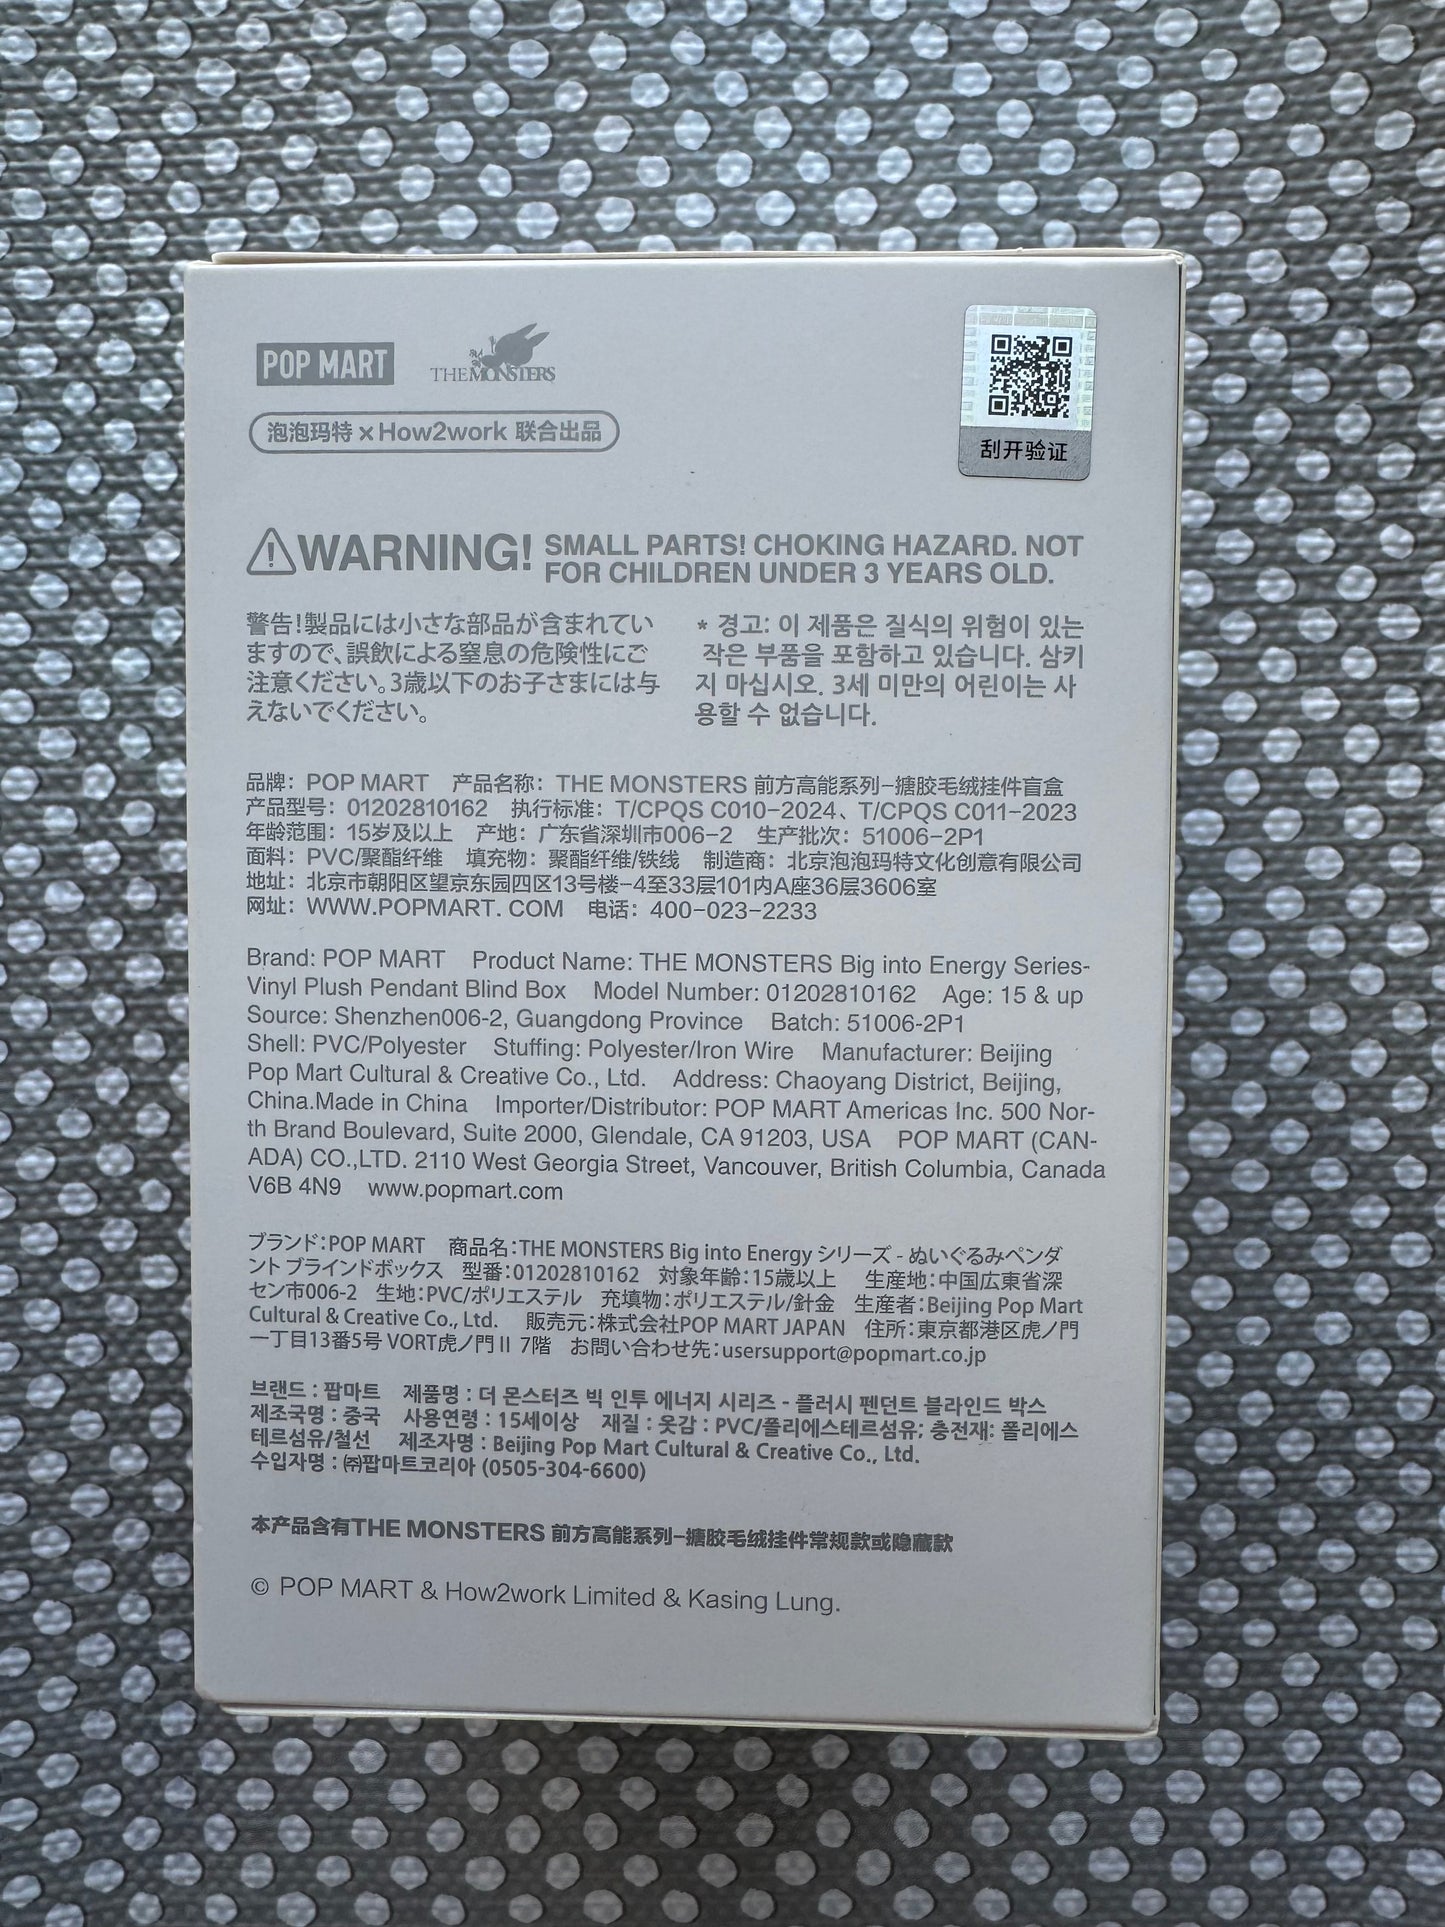 POP MART
THE MONSTERS
泡泡玛特×How2work 联合出品
刮开验证
WARNING! SMALL PARTS! CHOKING HAZARD. NOT
FOR CHILDREN UNDER 3 YEARS OLD.
警告!製品には小さな部品が含まれてい
ますので、誤飲による窒息の危険性にご
注意ください。3歳以下のお子さまには与
えないでください。
* 경고: 이 제품은 질식의 위험이 있는
작은 부품을 포함하고 있습니다. 삼키
지 마십시오. 3세 미만의 어린이는 사
용할 수 없습니다.
品牌: POP MART 产品名称: THE MONSTERS 前方高能系列-搪胶毛绒挂件盲盒
产品型号: 01202810162 执行标准: T/CPQS C010-2024、T/CPQS C011-2023
年龄范围: 15岁及以上 产地: 广东省深圳市006-2 生产批次: 51006-2P1
面料: PVC/聚酯纤维 填充物: 聚酯纤维/铁线 制造商: 北京泡泡玛特文化创意有限公司
地址: 北京市朝阳区望京东园四区13号楼-4至33层101内A座36层3606室
网址: WWW.POPMART. COM 电话: 400-023-2233
Brand: POP MART Product Name: THE MONSTERS Big into Energy Series-
Vinyl Plush Pendant Blind Box Model Number: 01202810162 Age: 15 & up
Source: Shenzhen006-2, Guangdong Province Batch: 51006-2P1
Shell: PVC/Polyester Stuffing: Polyester/Iron Wire Manufacturer: Beijing
Pop Mart Cultural & Creative Co., Ltd. Address: Chaoyang District, Beijing,
China.Made in China Importer/Distributor: POP MART Americas Inc. 500 Nor-
th Brand Boulevard, Suite 2000, Glendale, CA 91203, USA POP MART (CAN-
ADA) CO.,LTD. 2110 West Georgia Street, Vancouver, British Columbia, Canada
V6B 4N9 www.popmart.com
ブランド:POP MART 商品名:THE MONSTERS Big into Energy シリーズ - ぬいぐるみペンダ
ント ブラインドボックス 型番:01202810162 対象年齢:15歳以上 生産地:中国広東省深
セン市006-2 生地:PVC/ポリエステル 充填物:ポリエステル/針金 生産者:Beijing Pop Mart
Cultural & Creative Co., Ltd. 販売元:株式会社POP MART JAPAN 住所:東京都港区虎ノ門
一丁目13番5号 VORT虎ノ門Ⅱ 7階 お問い合わせ先:usersupport@popmart.co.jp
브랜드 : 팝마트 제품명 : 더 몬스터즈 빅 인투 에너지 시리즈 - 플러시 펜던트 블라인드 박스
제조국명 : 중국 사용연령 : 15세이상 재질 : 옷감 : PVC/폴리에스테르섬유; 충전재: 폴리에스
테르섬유/철선 제조자명 : Beijing Pop Mart Cultural & Creative Co., Ltd.
수입자명 : ㈜팝마트코리아 (0505-304-6600)
本产品含有THE MONSTERS 前方高能系列-搪胶毛绒挂件常规款或隐藏款
© POP MART & How2work Limited & Kasing Lung.